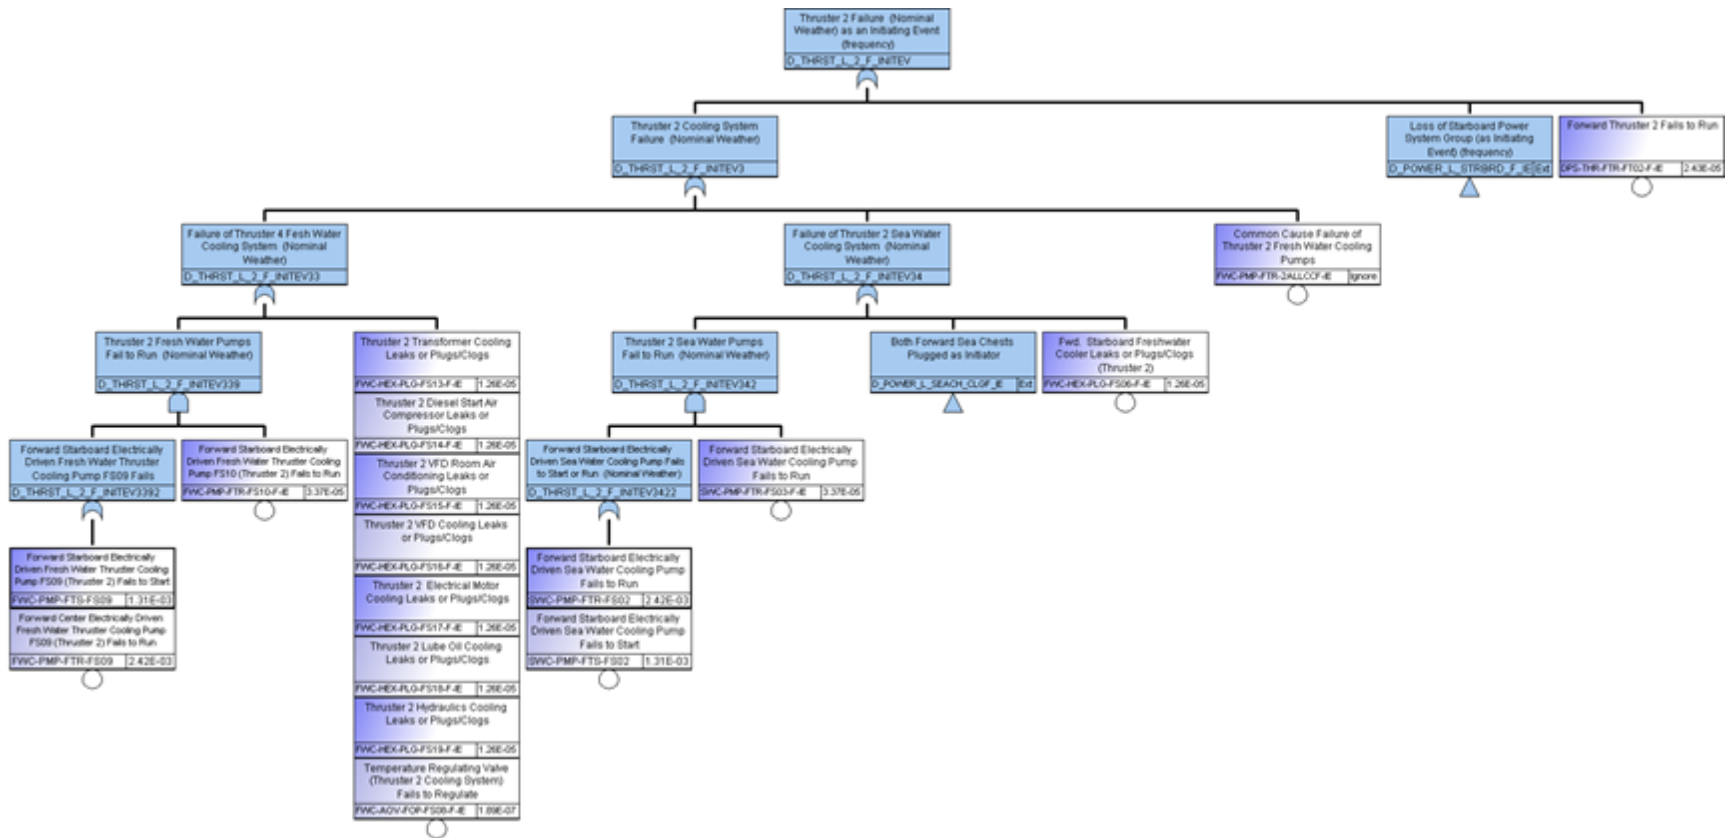 Thruster 2 Failure (Nominal
Weather) as an Initiating Event
(frequency)
D_THRST_L_2_F_INITEV
Thruster 2 Cooling System
Failure (Nominal Weather)
D_THRST_L_2_F_INITEV3
Loss of Starboard Power
System Group (as Initiating
Event) (frequency)
D_POWER_L_STRBRD_F_IE Ext
Forward Thruster 2 Fails to Run
DPS-THR-FTR-FT02-F-IE 2.43E-05
Failure of Thruster 4 Fesh Water
Cooling System (Nominal
Weather)
D_THRST_L_2_F_INITEV33
Failure of Thruster 2 Sea Water
Cooling System (Nominal
Weather)
D_THRST_L_2_F_INITEV34
Common Cause Failure of
Thruster 2 Fresh Water Cooling
Pumps
FWC-PMP-FTR-2ALLCCF-IE Ignore
Thruster 2 Fresh Water Pumps
Fail to Run (Nominal Weather)
D_THRST_L_2_F_INITEV339
Thruster 2 Transformer Cooling
Leaks or Plugs/Clogs
FWC-HEX-PLG-FS13-F-IE 1.26E-05
Thruster 2 Diesel Start Air
Compressor Leaks or
Plugs/Clogs
FWC-HEX-PLG-FS14-F-IE 1.26E-05
Thruster 2 VFD Room Air
Conditioning Leaks or
Plugs/Clogs
FWC-HEX-PLG-FS15-F-IE 1.26E-05
Thruster 2 VFD Cooling Leaks
or Plugs/Clogs
FWC-HEX-PLG-FS16-F-IE 1.26E-05
Thruster 2 Electrical Motor
Cooling Leaks or Plugs/Clogs
FWC-HEX-PLG-FS17-F-IE 1.26E-05
Thruster 2 Lube Oil Cooling
Leaks or Plugs/Clogs
FWC-HEX-PLG-FS18-F-IE 1.26E-05
Thruster 2 Hydraulics Cooling
Leaks or Plugs/Clogs
FWC-HEX-PLG-FS19-F-IE 1.26E-05
Temperature Regulating Valve
(Thruster 2 Cooling System)
Fails to Regulate
FWC-AOV-FOP-FS08-F-IE 1.89E-07
Thruster 2 Sea Water Pumps
Fail to Run (Nominal Weather)
D_THRST_L_2_F_INITEV342
Both Forward Sea Chests
Plugged as Initiator
D_POWER_L_SEACH_CLGF_IE Ext
Fwd. Starboard Freshwater
Cooler Leaks or Plugs/Clogs
(Thruster 2)
FWC-HEX-PLG-FS06-F-IE 1.26E-05
Forward Starboard Electrically
Driven Fresh Water Thruster
Cooling Pump FS09 Fails
D_THRST_L_2_F_INITEV3392
Forward Starboard Electrically
Driven Fresh Water Thruster Cooling
Pump FS10 (Thruster 2) Fails to Run
FWC-PMP-FTR-FS10-F-IE 3.37E-05
Forward Starboard Electrically
Driven Sea Water Cooling Pump Fails
to Start or Run (Nominal Weather)
D_THRST_L_2_F_INITEV3422
Forward Starboard Electrically
Driven Sea Water Cooling Pump
Fails to Run
SWC-PMP-FTR-FS03-F-IE 3.37E-05
Forward Starboard Electrically
Driven Fresh Water Thruster Cooling
Pump FS09 (Thruster 2) Fails to Start
FWC-PMP-FTS-FS09 1.31E-03
Forward Center Electrically Driven
Fresh Water Thruster Cooling Pump
FS09 (Thruster 2) Fails to Run
FWC-PMP-FTR-FS09 2.42E-03
Forward Starboard Electrically
Driven Sea Water Cooling Pump
Fails to Run
SWC-PMP-FTR-FS02 2.42E-03
Forward Starboard Electrically
Driven Sea Water Cooling Pump
Fails to Start
SWC-PMP-FTS-FS02 1.31E-03